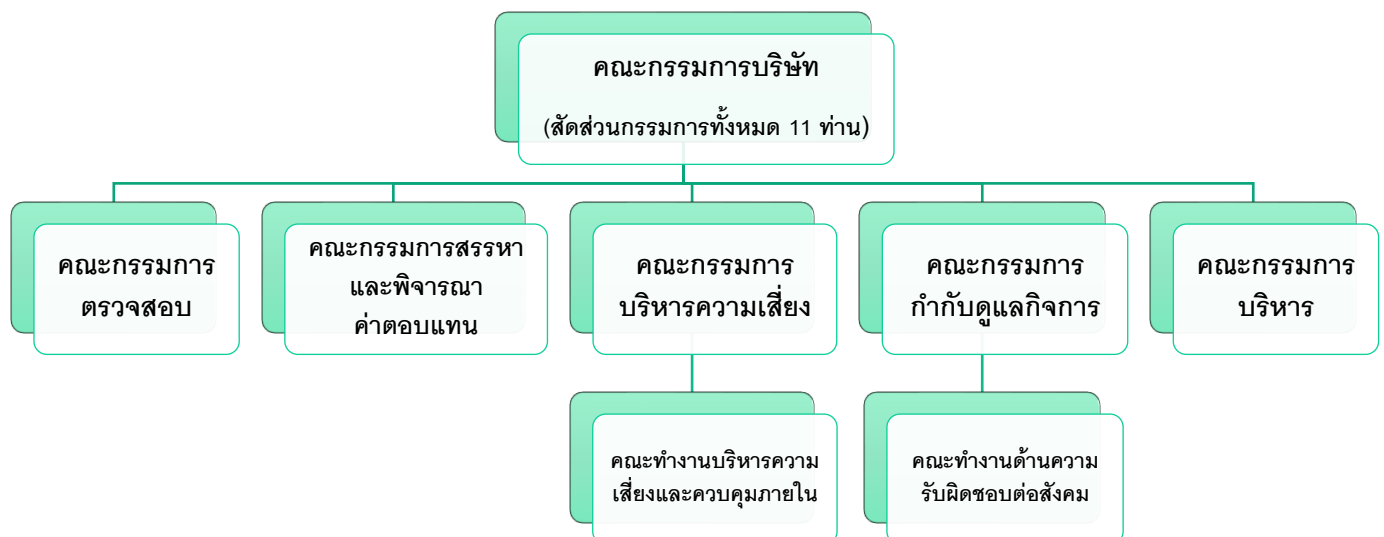 คณะกรรมการบริษัท
(สัดส่วนกรรมการทั้งหมด 11 ท่าน)
คณะกรรมการ
ตรวจสอบ
คณะกรรมการสรรหา
และพิจารณา
ค่าตอบแทน
คณะกรรมการ
บริหารความเสี่ยง
คณะกรรมการ
กำกับดูแลกิจการ
คณะกรรมการ
บริหาร
คณะทำงานบริหารความ
เสี่ยงและควบคุมภายใน
คณะทำงานด้านความ
รับผิดชอบต่อสังคม